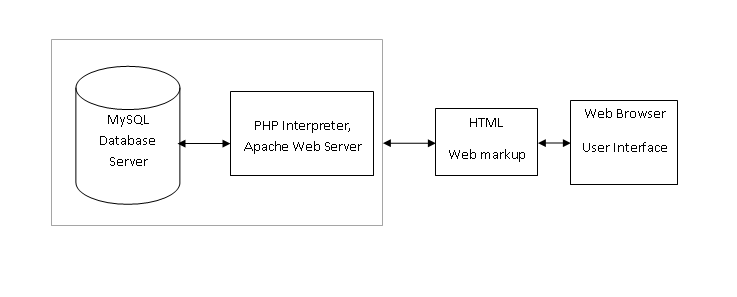 MySQL
Database
Server
PHP Interpreter,
Apache Web Server
HTML
Web markup
Web Browser
User Interface